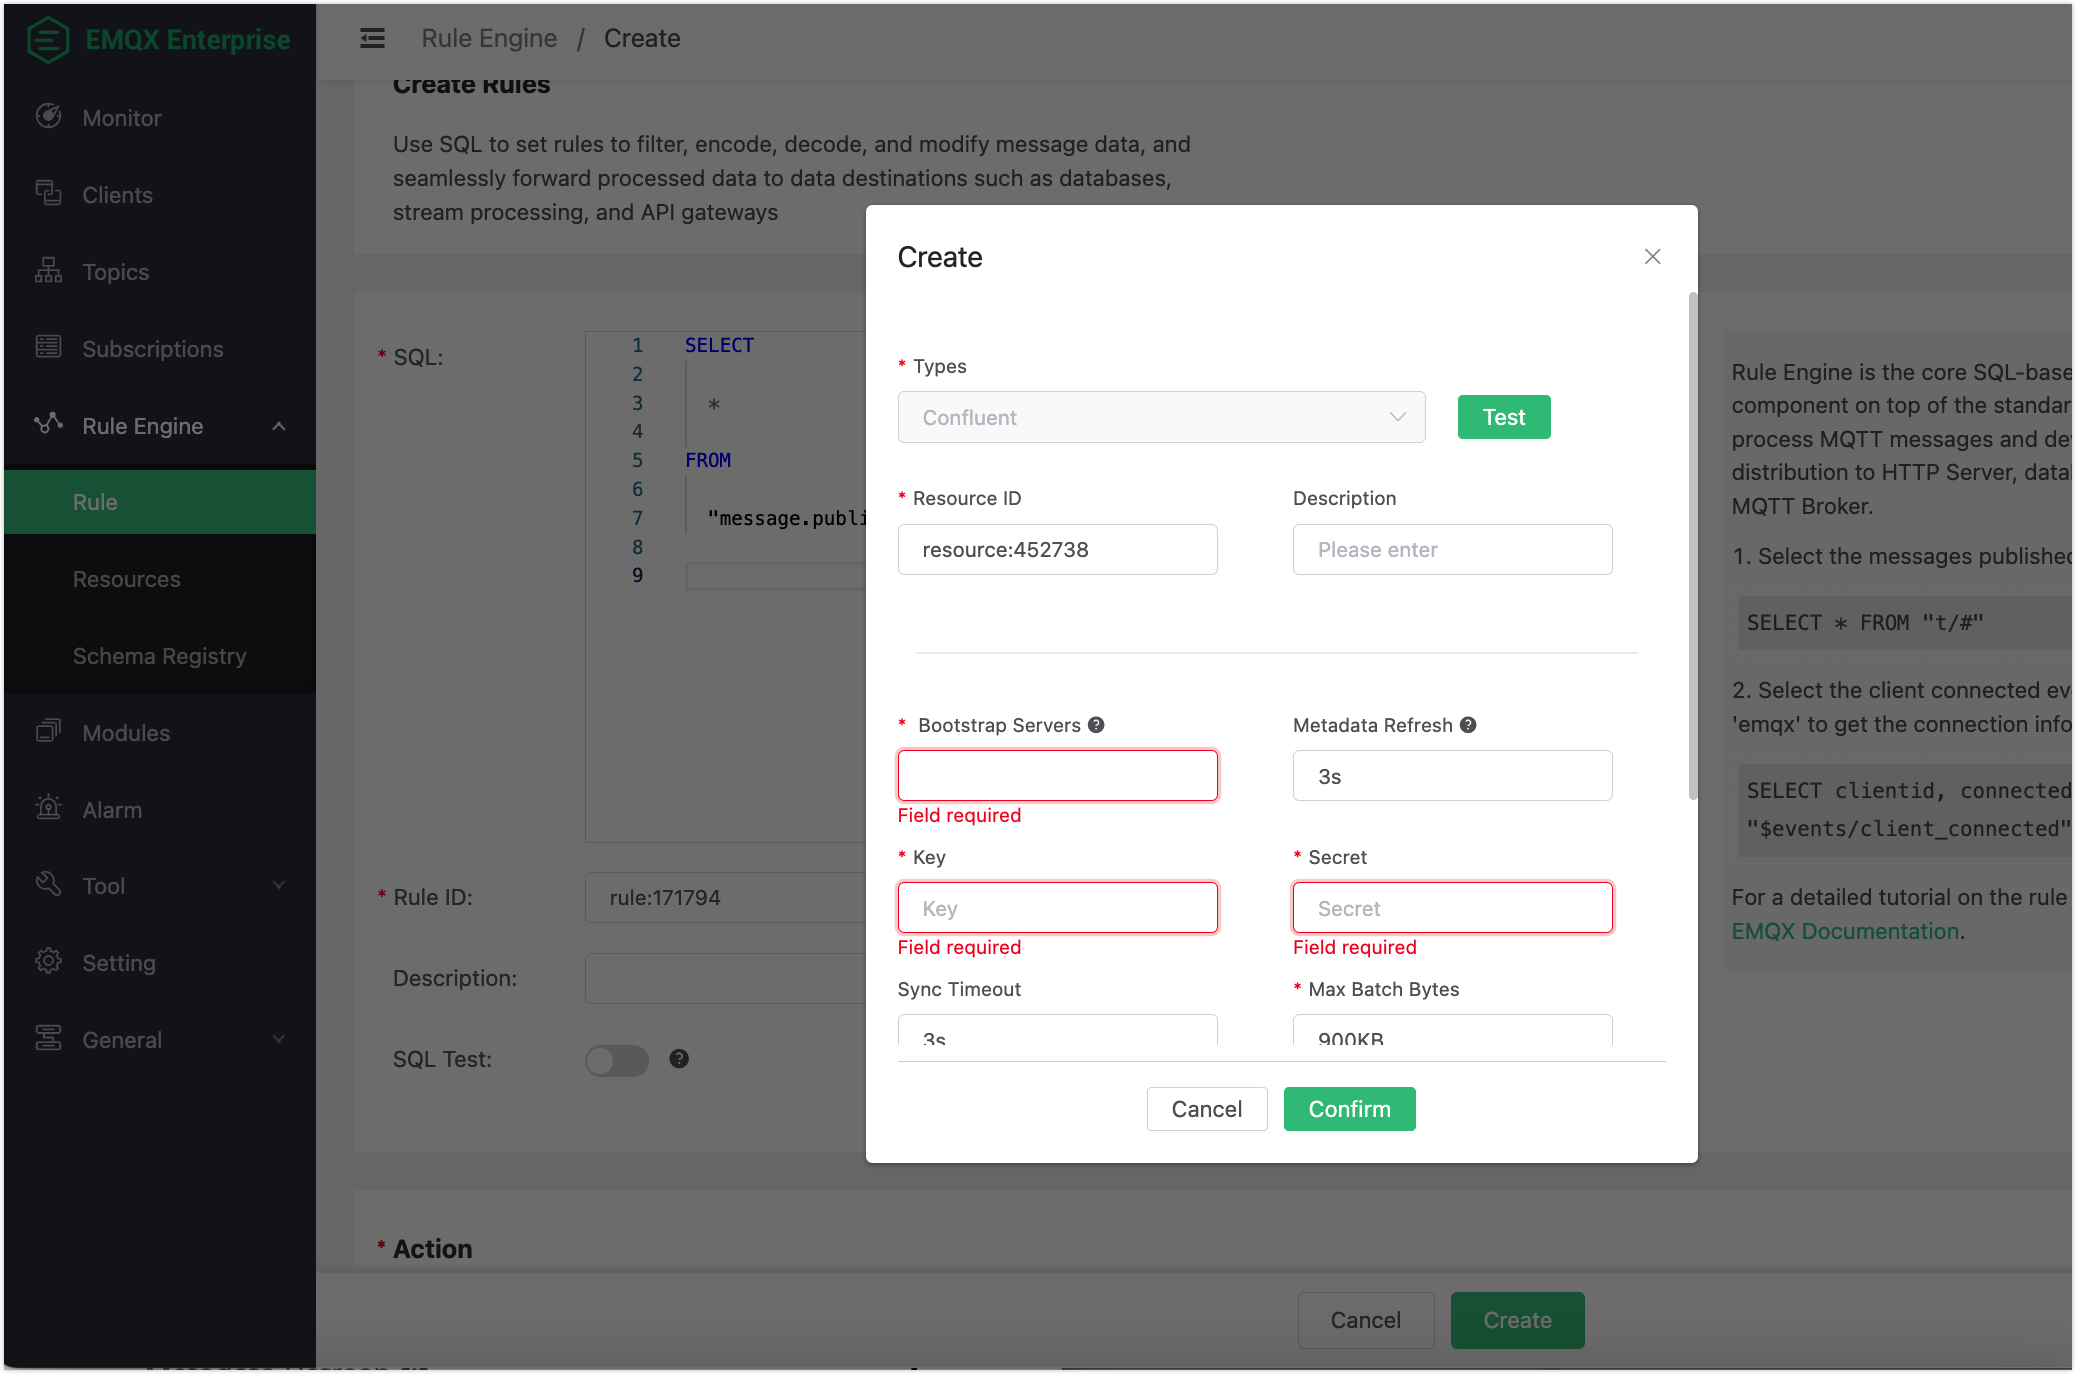 EMQX Enterprise
Monitor
Clients
Topics
Subscriptions
Rule Engine
Rule
Resources
Schema Registry
Modules
Alarm
Tool
Setting
General
Rule Engine / Create
Create Rules
Use SQL to set rules to filter, encode, decode, and modify message data, and
seamlessly forward processed data to data destinations such as databases,
stream processing, and API gateways
* SQL:
1 SELECT
2
3 *
4
5 FROM
6
7 "message.publi
8
9
* Rule ID:
rule:171794
Description:
SQL Test:
* Action
Cancel
Create
Create
* Types
Confluent
Test
* Resource ID
Description
resource:452738
Please enter
* Bootstrap Servers
Metadata Refresh
3s
Field required
* Key
* Secret
Key
Secret
Field required
Field required
Sync Timeout
* Max Batch Bytes
3s
900KB
Cancel
Confirm
Rule Engine is the core SQL-base
component on top of the standar
process MQTT messages and de
distribution to HTTP Server, data
MQTT Broker.
1. Select the messages published
SELECT * FROM "t/#"
2. Select the client connected ev
'emqx' to get the connection info
SELECT clientid, connected
"$events/client_connected"
For a detailed tutorial on the rule
EMQX Documentation.